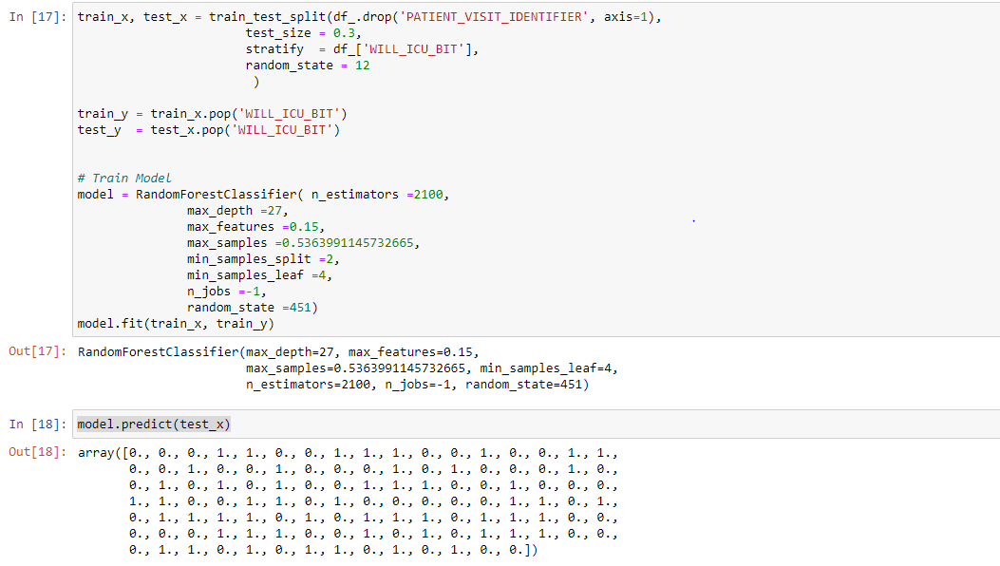 In [17]: train_x, test_x = train_test_split(df_.drop('PATIENT_VISIT_IDENTIFIER', axis=1),
test_size = 0.3,
stratify  = df_['WILL_ICU_BIT'],
random_state = 12
)
train_y = train_x.pop('WILL_ICU_BIT')
test_y  = test_x.pop('WILL_ICU_BIT')
# Train Model
model = RandomForestClassifier( n_estimators =2100,
max_depth =27,
max_features =0.15,
max_samples =0.5363991145732665,
min_samples_split =2,
min_samples_leaf =4,
n_jobs =-1,
random_state =451)
model.fit(train_x, train_y)
Out[17]: RandomForestClassifier(max_depth=27, max_features=0.15,
max_samples=0.5363991145732665, min_samples_leaf=4,
n_estimators=2100, n_jobs=-1, random_state=451)
In [18]: model.predict(test_x)
Out[18]: array([0., 0., 0., 1., 1., 0., 0., 1., 1., 1., 0., 0., 1., 0., 0., 1., 1.,
0., 0., 1., 0., 0., 1., 0., 0., 0., 1., 0., 1., 0., 0., 0., 1., 0.,
0., 1., 0., 1., 0., 1., 0., 0., 1., 1., 1., 0., 0., 1., 0., 0., 0.,
1., 1., 0., 0., 1., 1., 0., 1., 0., 0., 0., 0., 0., 1., 1., 0., 1.,
0., 1., 1., 1., 1., 0., 1., 0., 1., 1., 1., 0., 1., 1., 1., 0., 0.,
0., 0., 0., 1., 1., 1., 0., 0., 1., 0., 1., 0., 1., 1., 1., 0., 0.,
0., 1., 1., 0., 1., 0., 1., 1., 0., 1., 0., 1., 0., 0.])